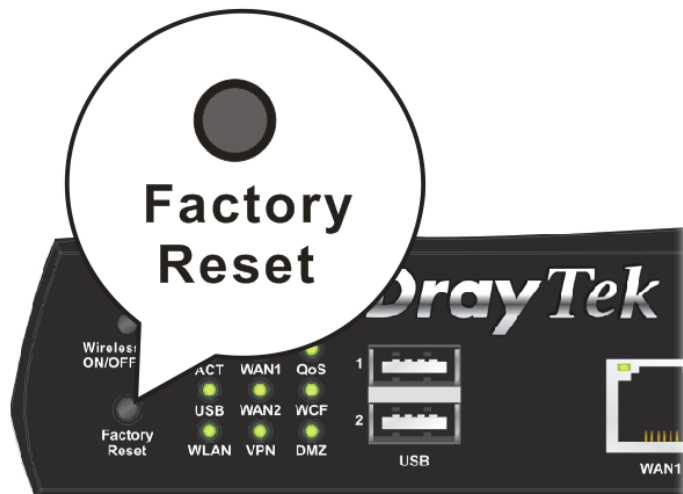 Factory
Reset
DrayTek
Wireless
ON/OFF
ACT WAN1 QoS
USB WAN2 WCF
WLAN VPN DMZ
Factory
Reset
1
2
USB
WAN1